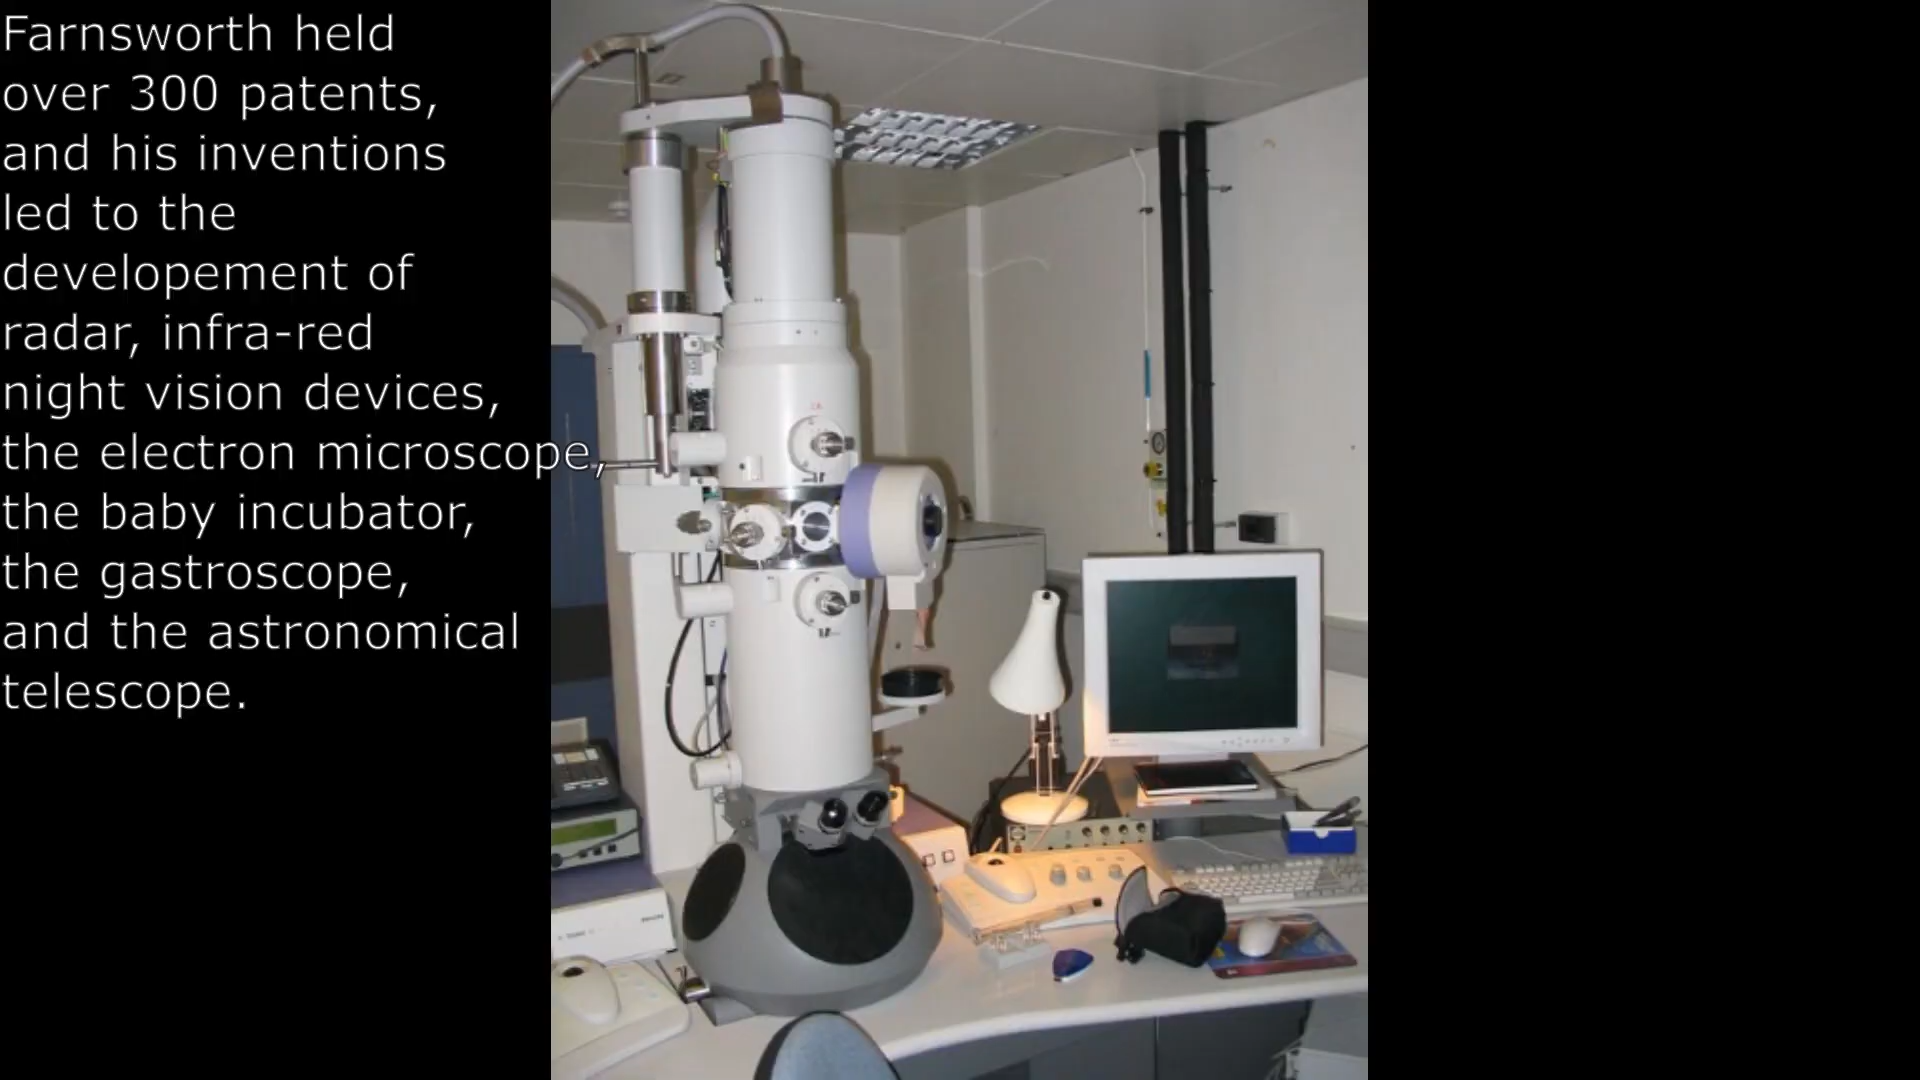 Farnsworth held
over 300 patents,
and his inventions
led to the
developement of
radar, infra-red
night vision devices,
the electron microscope,
the baby incubator,
the gastroscope,
and the astronomical
telescope.